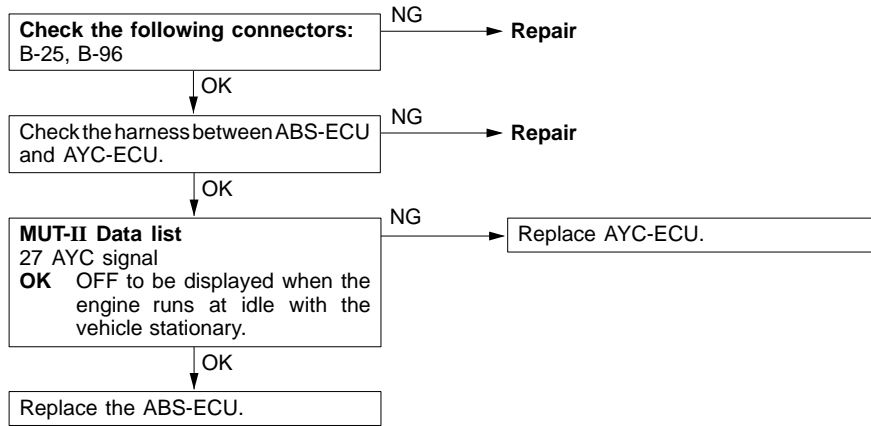 Check the following connectors:
B-25, B-96
NG
Repair
OK
Check the harness between ABS-ECU
and AYC-ECU.
NG
Repair
OK
MUT-II Data list
27 AYC signal
OK OFF to be displayed when the
engine runs at idle with the
vehicle stationary.
NG
Replace AYC-ECU.
OK
Replace the ABS-ECU.